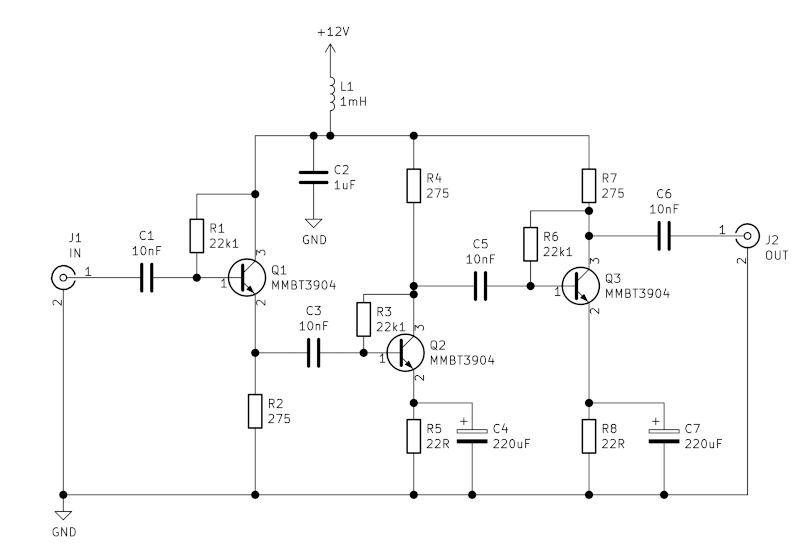 +12V
L1
1mH
C2
1uF
GND
R4
275
R7
275
C6
10nF
J1
IN
C1
10nF
R1
22k1
3
Q1
MMBT3904
1
2
1
2
C5
10nF
R6
22k1
3
Q3
MMBT3904
1
2
1
J2
OUT
2
C3
10nF
R3
22k1
3
Q2
MMBT3904
1
2
R2
275
R5
22R
+
C4
220uF
R8
22R
+
C7
220uF
GND